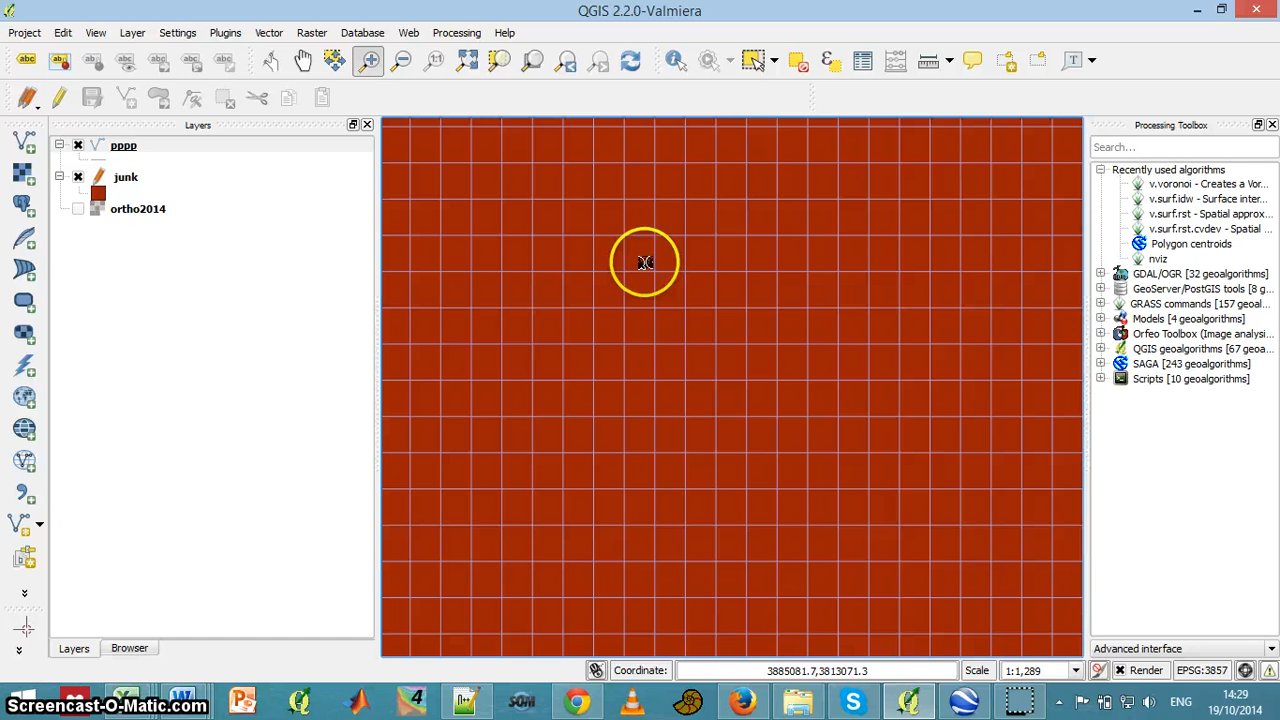 QGIS 2.2.0-Valmiera
Project Edit View Layer Settings Plugins Vector Raster Database Web Processing Help
Layers
pppp
junk
ortho2014
Layers Browser
Processing Toolbox
Search...
Recently used algorithms
v.voronoi - Creates a Vor...
v.surf.idw - Surface inter...
v.surf.rst - Spatial approx...
v.surf.rst.cvdev - Spatial ...
Polygon centroids
nviz
GDAL/OGR [32 geoalgorithms]
GeoServer/PostGIS tools [8 g...
GRASS commands [157 geoal...
Models [4 geoalgorithms]
Orfeo Toolbox (Image analysi...
QGIS geoalgorithms [67 geoa...
SAGA [243 geoalgorithms]
Scripts [10 geoalgorithms]
Advanced interface
Coordinate: 3885081.7,3813071.3 Scale 1:1,289 Render EPSG:3857
ENG
14:29
19/10/2014
Screencast-O-Matic.com